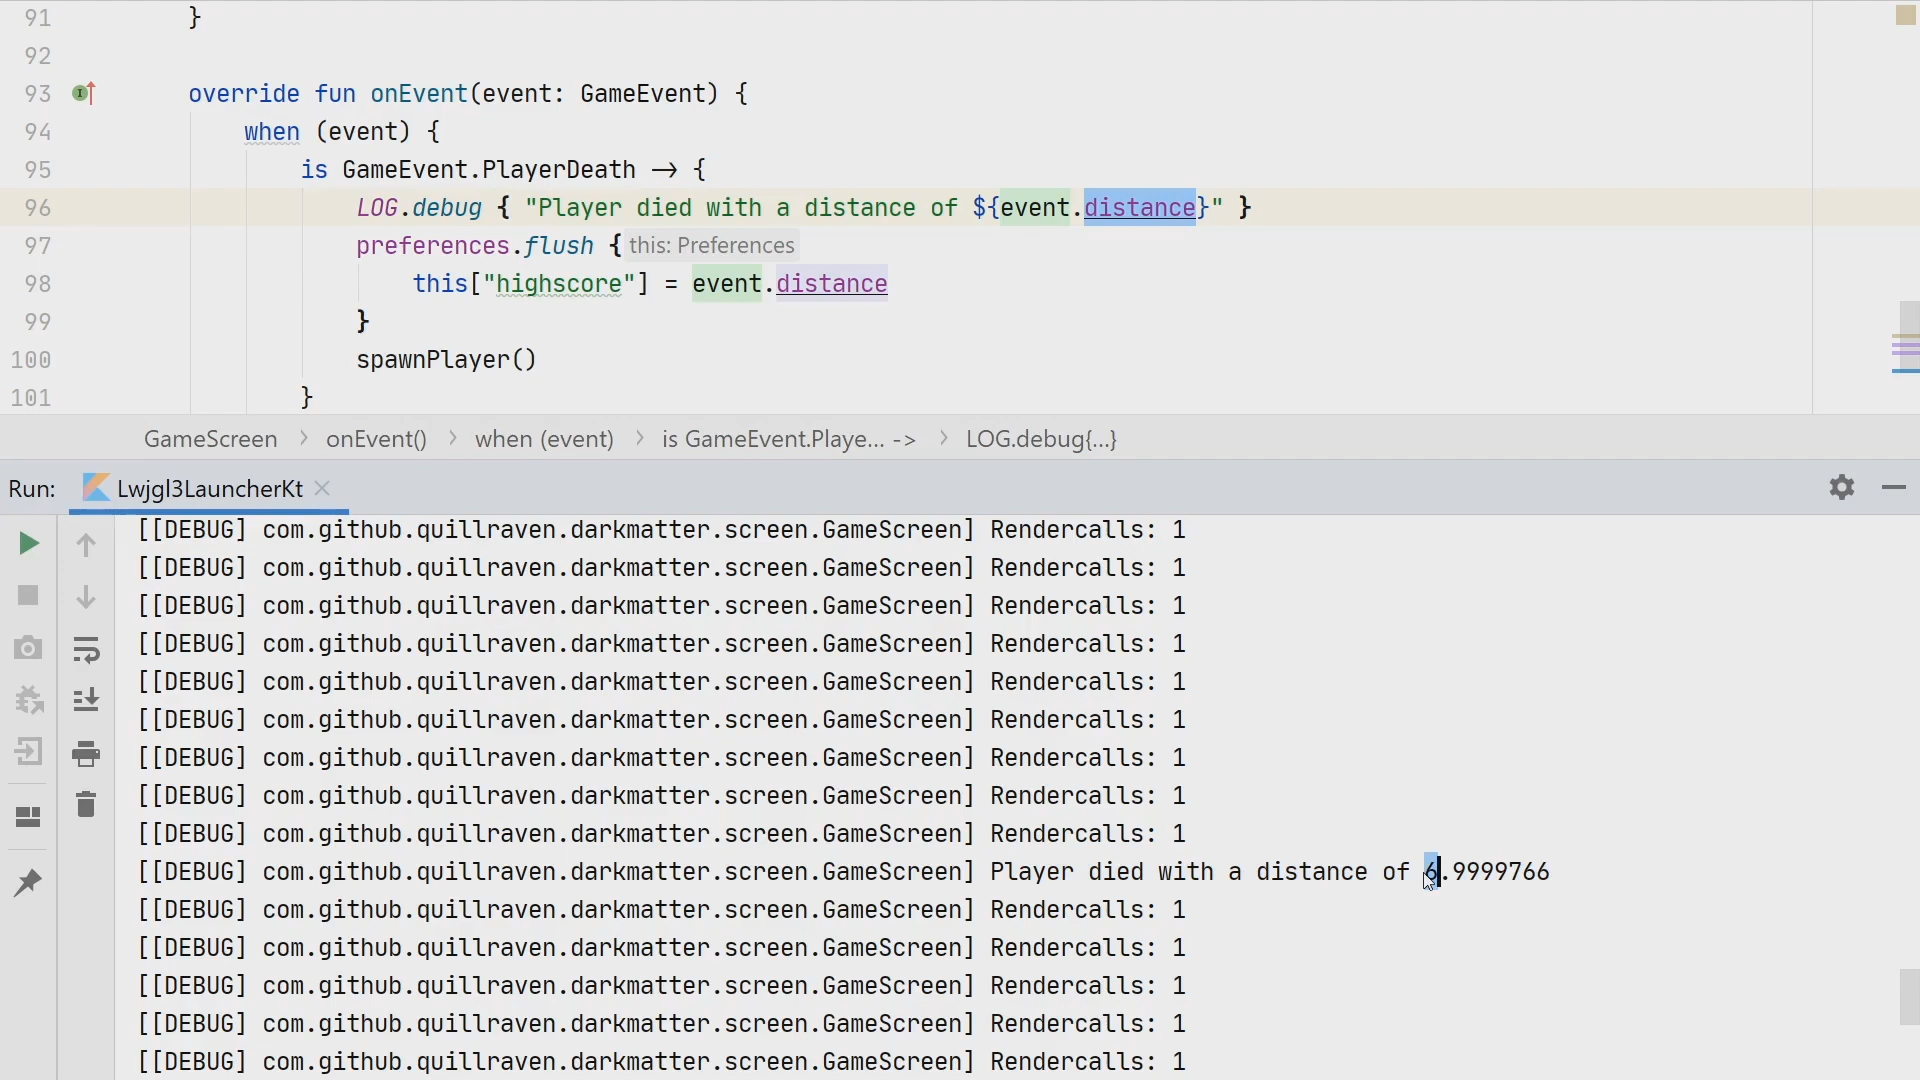 91 }
92
93 override fun onEvent(event: GameEvent) {
94 when (event) {
95 is GameEvent.PlayerDeath -> {
96 LOG.debug { "Player died with a distance of ${event.distance}" }
97 preferences.flush { this: Preferences
98 this["highscore"] = event.distance
99 }
100 spawnPlayer()
101 }
GameScreen > onEvent() > when (event) > is GameEvent.Playe... -> > LOG.debug{...}
Run: Lwjgl3LauncherKt
[[DEBUG] com.github.quillraven.darkmatter.screen.GameScreen] Rendercalls: 1
[[DEBUG] com.github.quillraven.darkmatter.screen.GameScreen] Rendercalls: 1
[[DEBUG] com.github.quillraven.darkmatter.screen.GameScreen] Rendercalls: 1
[[DEBUG] com.github.quillraven.darkmatter.screen.GameScreen] Rendercalls: 1
[[DEBUG] com.github.quillraven.darkmatter.screen.GameScreen] Rendercalls: 1
[[DEBUG] com.github.quillraven.darkmatter.screen.GameScreen] Rendercalls: 1
[[DEBUG] com.github.quillraven.darkmatter.screen.GameScreen] Rendercalls: 1
[[DEBUG] com.github.quillraven.darkmatter.screen.GameScreen] Rendercalls: 1
[[DEBUG] com.github.quillraven.darkmatter.screen.GameScreen] Rendercalls: 1
[[DEBUG] com.github.quillraven.darkmatter.screen.GameScreen] Player died with a distance of 6.9999766
[[DEBUG] com.github.quillraven.darkmatter.screen.GameScreen] Rendercalls: 1
[[DEBUG] com.github.quillraven.darkmatter.screen.GameScreen] Rendercalls: 1
[[DEBUG] com.github.quillraven.darkmatter.screen.GameScreen] Rendercalls: 1
[[DEBUG] com.github.quillraven.darkmatter.screen.GameScreen] Rendercalls: 1
[[DEBUG] com.github.quillraven.darkmatter.screen.GameScreen] Rendercalls: 1